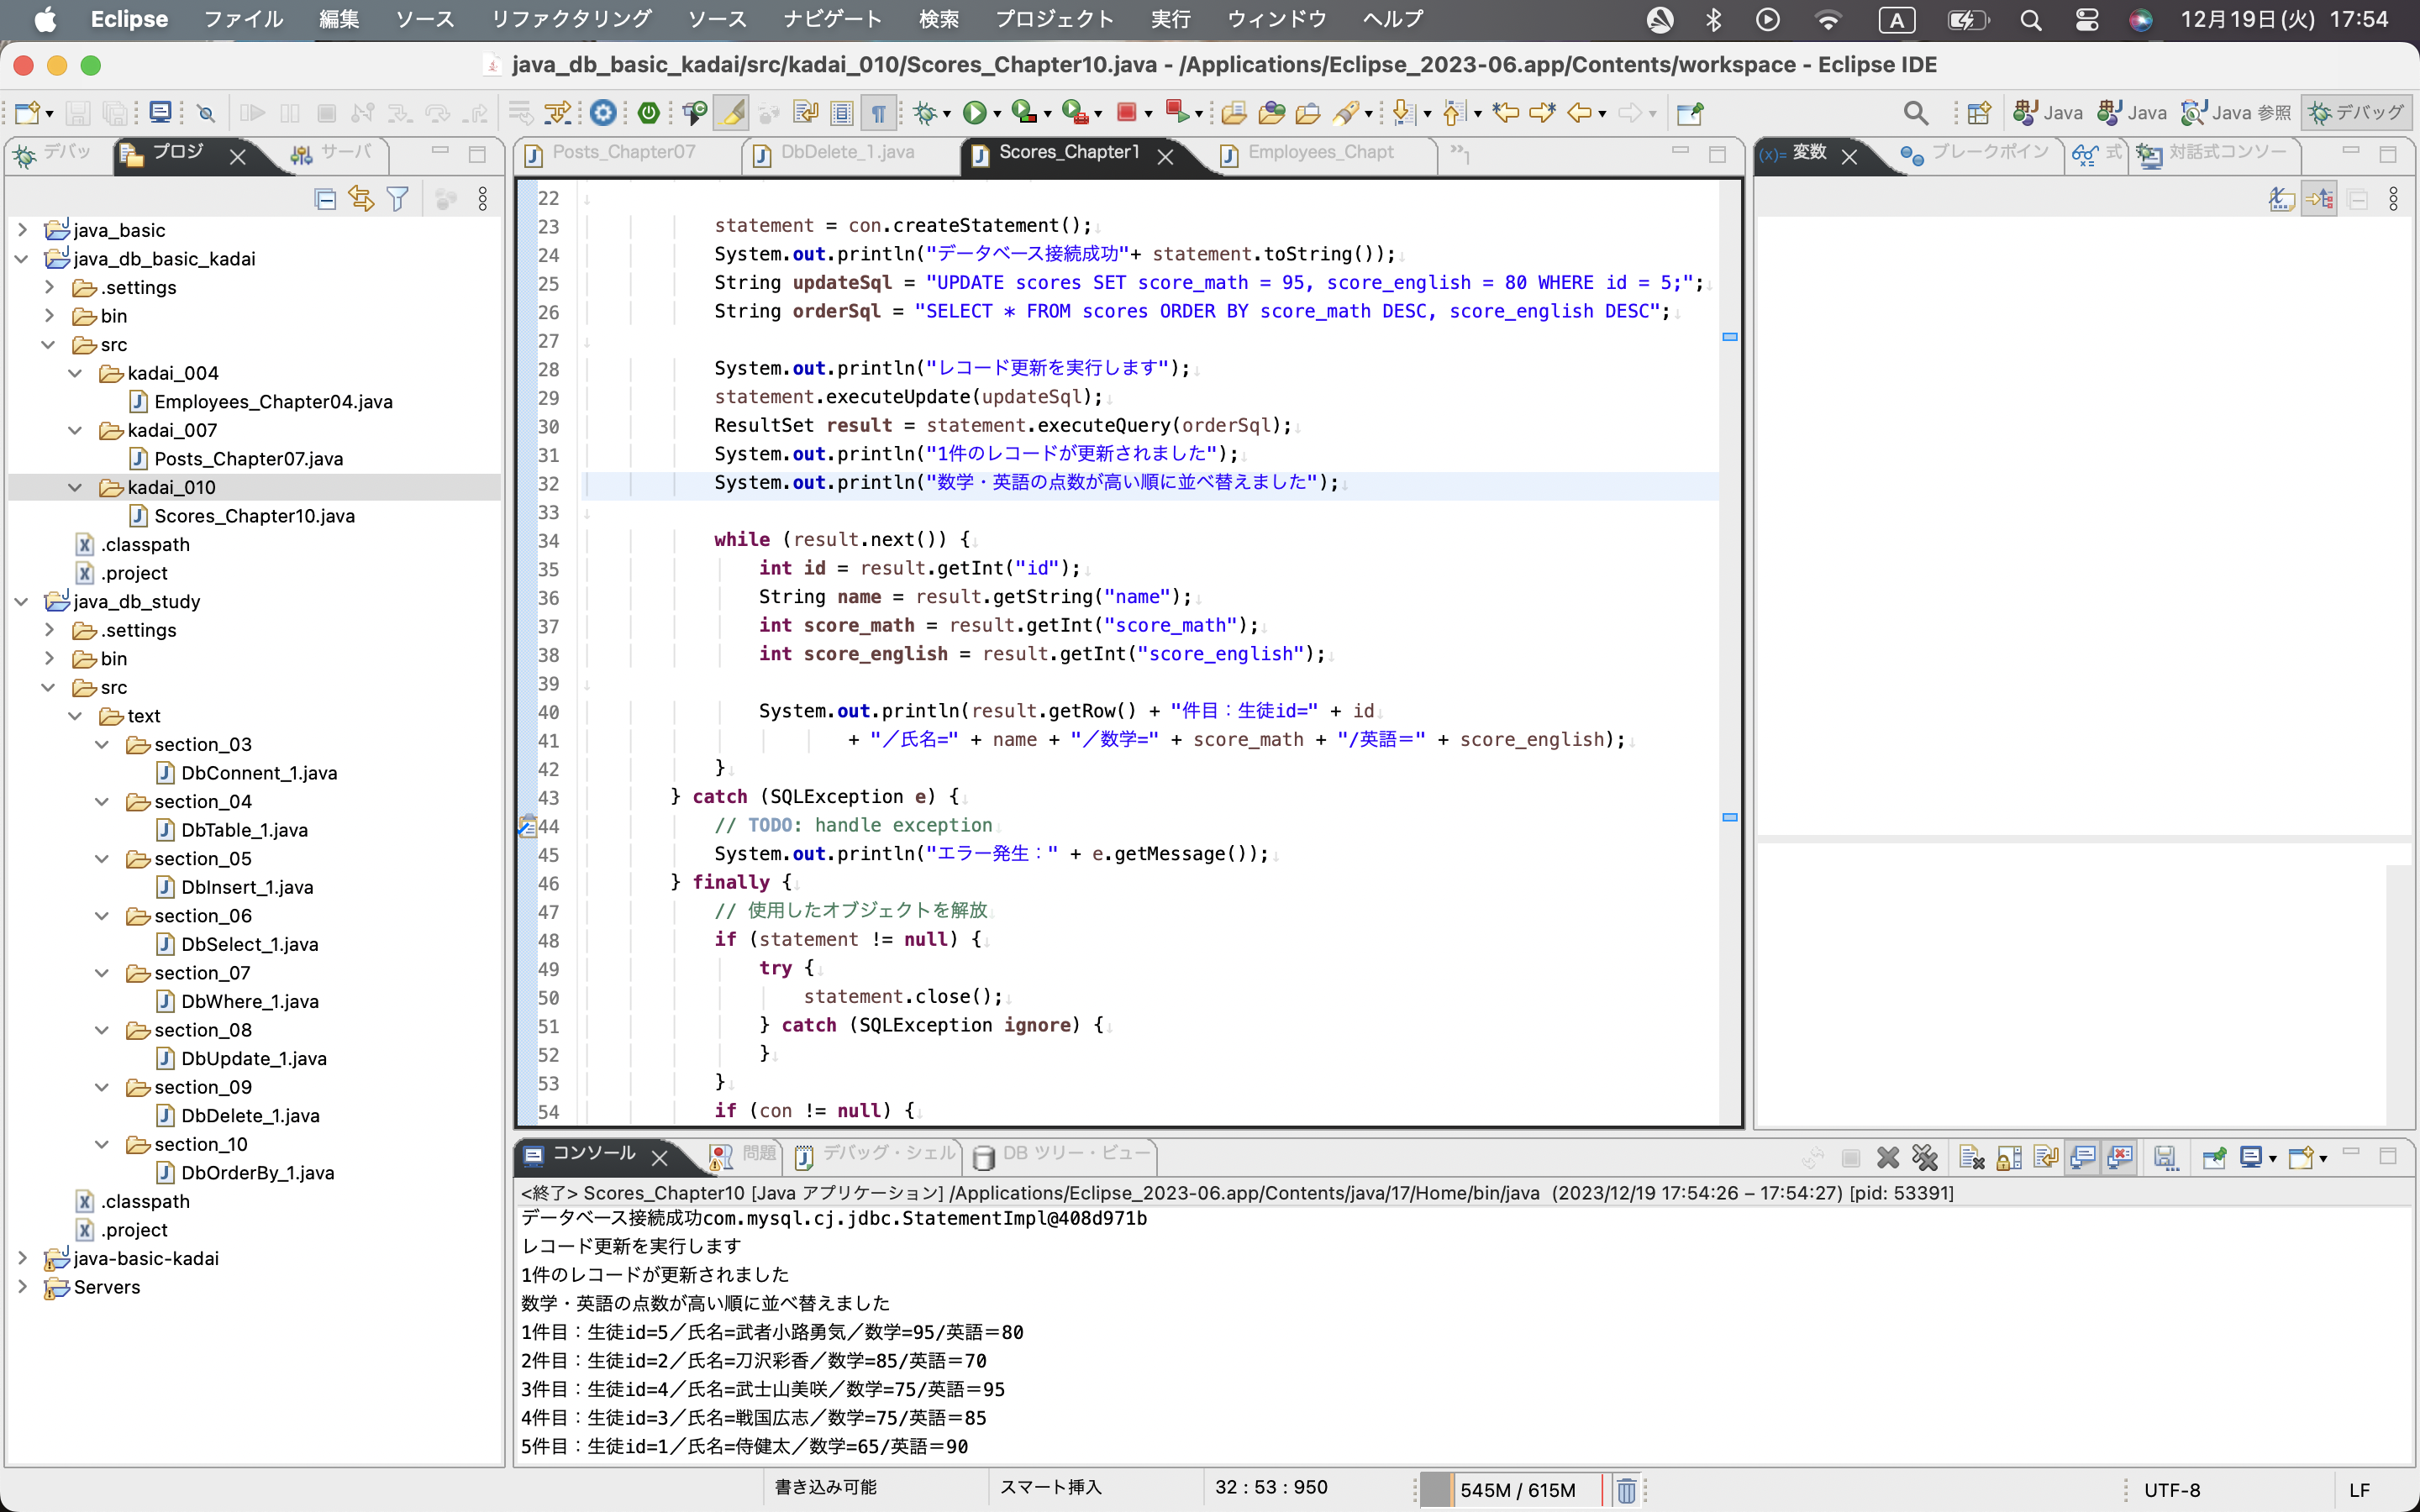 Eclipse ファイル 編集 ソース リファクタリング ソース ナビゲート 検索 プロジェクト 実行 ウィンドウ ヘルプ A 12月19日(火) 17:54
java_db_basic_kadai/src/kadai_010/Scores_Chapter10.java - /Applications/Eclipse_2023-06.app/Contents/workspace - Eclipse IDE
Java Java Java 参照 デバッグ
デバッ プロジ サーバ
Posts_Chapter07 DbDelete_1.java Scores_Chapter1 Employees_Chapt "1
(x)= 変数 ブレークポイン 式 対話式コンソー
java_basic
java_db_basic_kadai
.settings
bin
src
kadai_004
Employees_Chapter04.java
kadai_007
Posts_Chapter07.java
kadai_010
Scores_Chapter10.java
.classpath
.project
java_db_study
.settings
bin
src
text
section_03
DbConnent_1.java
section_04
DbTable_1.java
section_05
DbInsert_1.java
section_06
DbSelect_1.java
section_07
DbWhere_1.java
section_08
DbUpdate_1.java
section_09
DbDelete_1.java
section_10
DbOrderBy_1.java
.classpath
.project
java-basic-kadai
Servers
22
23 statement = con.createStatement();
24 System.out.println("データベース接続成功"+ statement.toString());
25 String updateSql = "UPDATE scores SET score_math = 95, score_english = 80 WHERE id = 5;";
26 String orderSql = "SELECT * FROM scores ORDER BY score_math DESC, score_english DESC";
27
28 System.out.println("レコード更新を実行します");
29 statement.executeUpdate(updateSql);
30 ResultSet result = statement.executeQuery(orderSql);
31 System.out.println("1件のレコードが更新されました");
32 System.out.println("数学・英語の点数が高い順に並べ替えました");
33
34 while (result.next()) {
35 int id = result.getInt("id");
36 String name = result.getString("name");
37 int score_math = result.getInt("score_math");
38 int score_english = result.getInt("score_english");
39
40 System.out.println(result.getRow() + "件目：生徒id=" + id
41 + "／氏名=" + name + "／数学=" + score_math + "/英語＝" + score_english);
42 }
43 } catch (SQLException e) {
44 // TODO: handle exception
45 System.out.println("エラー発生：" + e.getMessage());
46 } finally {
47 // 使用したオブジェクトを解放
48 if (statement != null) {
49 try {
50 statement.close();
51 } catch (SQLException ignore) {
52 }
53 }
54 if (con != null) {
コンソール 問題 デバッグ・シェル DB ツリー・ビュー
<終了> Scores_Chapter10 [Java アプリケーション] /Applications/Eclipse_2023-06.app/Contents/java/17/Home/bin/java (2023/12/19 17:54:26 – 17:54:27) [pid: 53391]
データベース接続成功com.mysql.cj.jdbc.StatementImpl@408d971b
レコード更新を実行します
1件のレコードが更新されました
数学・英語の点数が高い順に並べ替えました
1件目：生徒id=5／氏名=武者小路勇気／数学=95/英語＝80
2件目：生徒id=2／氏名=刀沢彩香／数学=85/英語＝70
3件目：生徒id=4／氏名=武士山美咲／数学=75/英語＝95
4件目：生徒id=3／氏名=戦国広志／数学=75/英語＝85
5件目：生徒id=1／氏名=侍健太／数学=65/英語＝90
書き込み可能 スマート挿入 32 : 53 : 950 545M / 615M UTF-8 LF